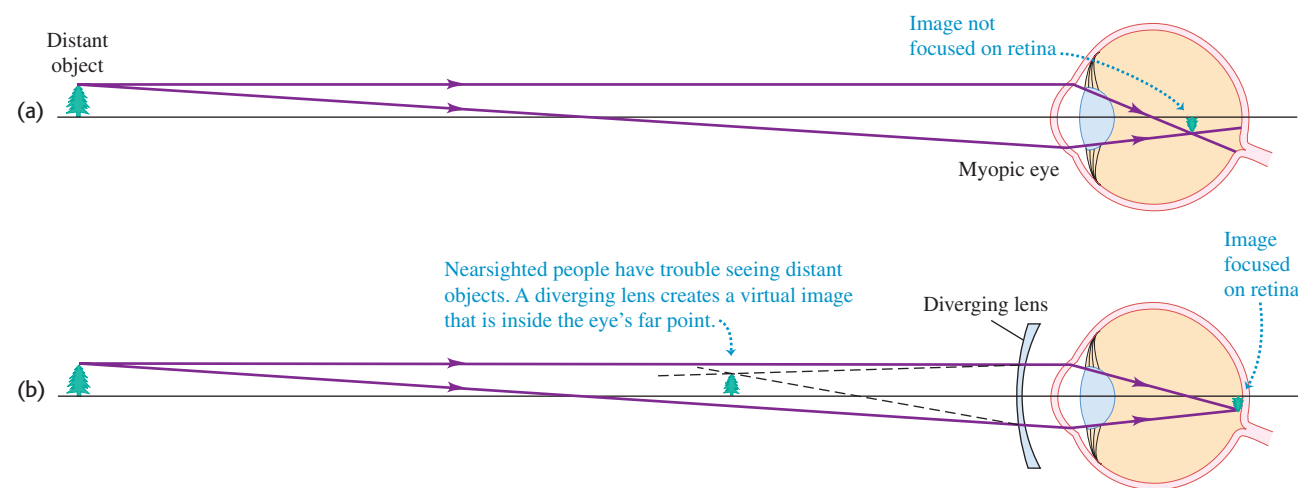 Distant
object
Image not
focused on retina
(a)
Myopic eye
Nearsighted people have trouble seeing distant
objects. A diverging lens creates a virtual image
that is inside the eye's far point.
Diverging lens
Image
focused
on retina
(b)